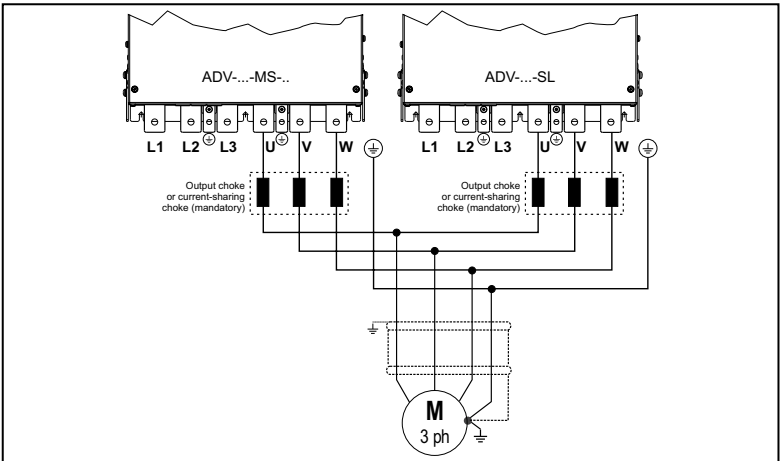 ADV-...-MS-..
ADV-...-SL
L1 L2 L3 U V W
L1 L2 L3 U V W
Output choke
or current-sharing
choke (mandatory)
Output choke
or current-sharing
choke (mandatory)
M
3 ph